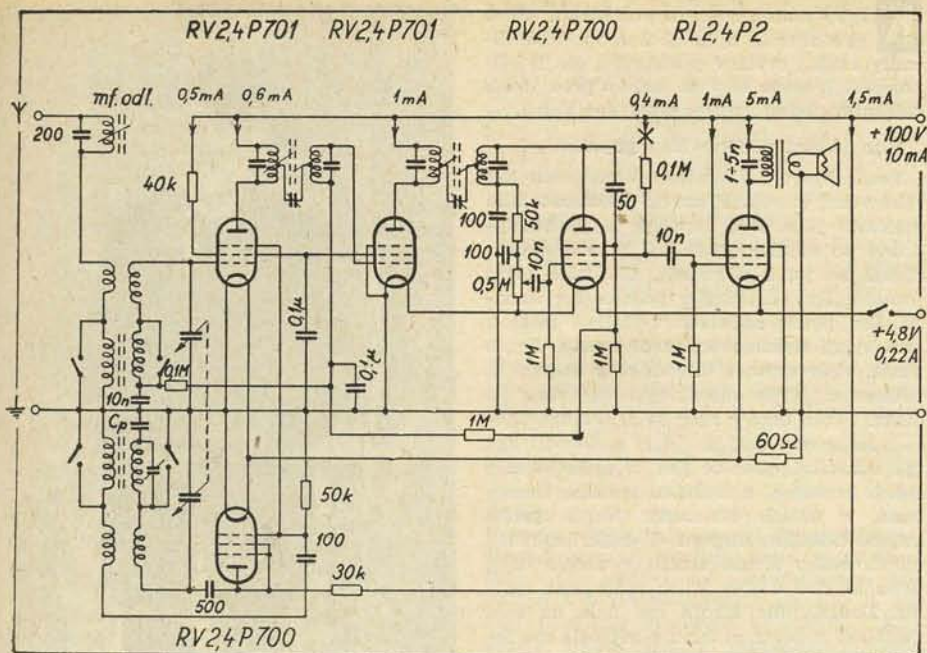 RV2,4P701 RV2,4P701 RV2,4P700 RL2,4P2
mf. odl. 0,5mA 0,6mA 1mA 0,4mA 1mA 5mA 1,5mA
200
+100V
10mA
40k
0,1M
1÷5n
100
50k
50
100
10n
10n
0,5M
0,1μ
+4,8V
0,22A
0,1M
0,1μ
1M
1M
1M
10n
Cp
1M
60Ω
50k
100
30k
500
RV2,4P700